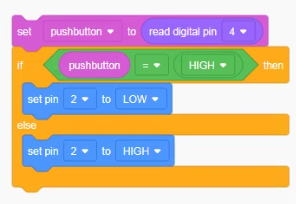 set pushbutton to read digital pin 4
if pushbutton = HIGH then
set pin 2 to LOW
else
set pin 2 to HIGH